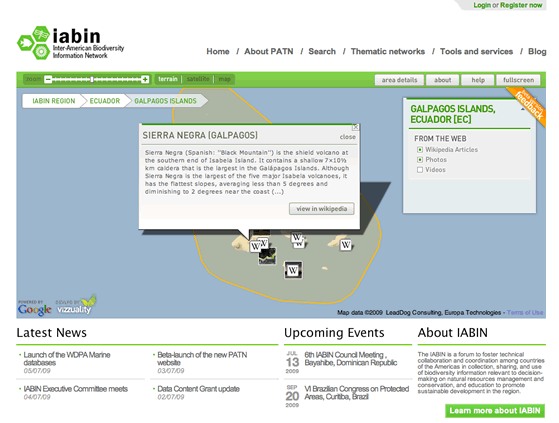 Login or Register now
iabin
Inter-American Biodiversity
Information Network
Home / About PATN / Search / Thematic networks / Tools and services / Blog
zoom
terrain
satellite
map
area details
about
help
fullscreen
feedback
IABIN REGION
ECUADOR
GALAPAGOS ISLANDS
GALPAGOS ISLANDS,
ECUADOR [EC]
FROM THE WEB
Wikipedia Articles
Photos
Videos
SIERRA NEGRA (GALPAGOS)
close
Sierra Negra (Spanish: "Black Mountain") is the shield volcano at
the southern end of Isabela Island. It contains a shallow 7×10½
km caldera that is the largest in the Galápagos Islands. Although
Sierra Negra is the largest of the five major Isabela volcanoes, it
has the flattest slopes, averaging less than 5 degrees and
diminishing to 2 degrees near the coast (...)
view in wikipedia
W
W
W
W
POWERED BY
Google
SCULPTED BY
vizzuality
Map data ©2009 LeadDog Consulting, Europa Technologies - Terms of Use
Latest News
Launch of the WDPA Marine
databases
05/07/09
IABIN Executive Committee meets
04/07/09
Beta-launch of the new PATN
website
03/07/09
Data Content Grant update
02/07/09
Upcoming Events
JUL
13
2009
6th IABIN Council Meeting ,
Bayahibe, Dominican Republic
SEP
20
2009
VI Brazilian Congress on Protected
Areas, Curitiba, Brazil
About IABIN
The IABIN is a forum to foster technical
collaboration and coordination among countries
of the Americas in collection, sharing, and use
of biodiversity information relevant to decision-
making on natural resources management and
conservation, and education to promote
sustainable development in the region.
Learn more about IABIN